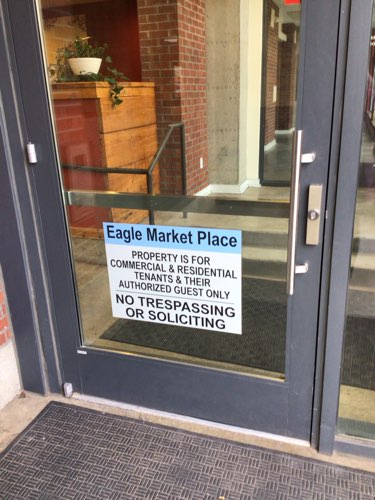 Eagle Market Place
PROPERTY IS FOR
COMMERCIAL & RESIDENTIAL
TENANTS & THEIR
AUTHORIZED GUEST ONLY
NO TRESPASSING
OR SOLICITING